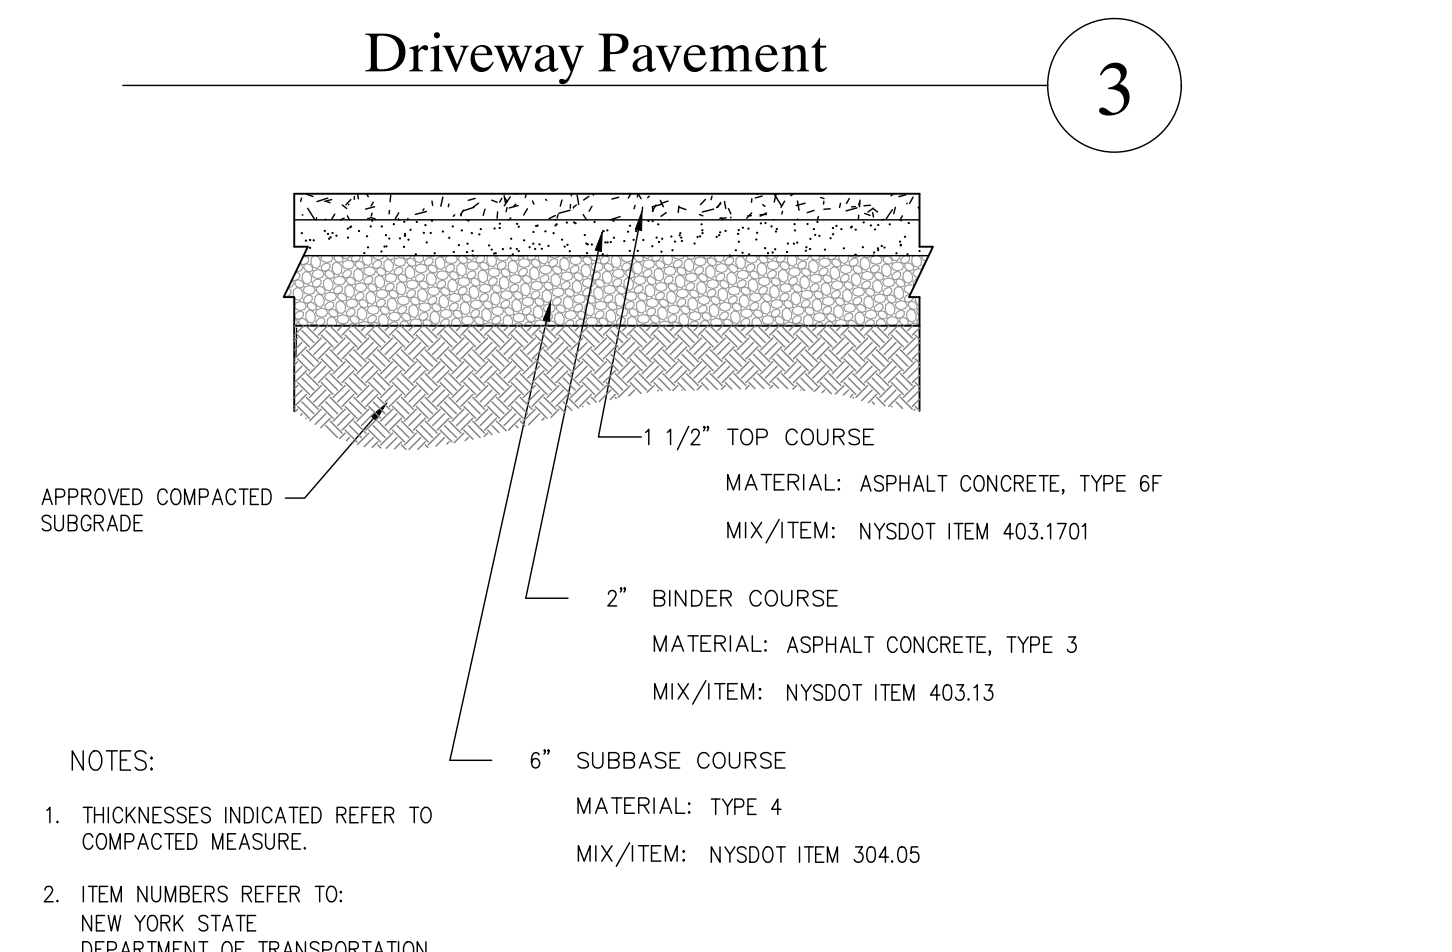 Driveway Pavement
3
1 1/2” TOP COURSE
MATERIAL: ASPHALT CONCRETE, TYPE 6F
MIX/ITEM: NYSDOT ITEM 403.1701
APPROVED COMPACTED
SUBGRADE
2” BINDER COURSE
MATERIAL: ASPHALT CONCRETE, TYPE 3
MIX/ITEM: NYSDOT ITEM 403.13
6” SUBBASE COURSE
MATERIAL: TYPE 4
MIX/ITEM: NYSDOT ITEM 304.05
NOTES:
1. THICKNESSES INDICATED REFER TO
COMPACTED MEASURE.
2. ITEM NUMBERS REFER TO:
NEW YORK STATE
DEPARTMENT OF TRANSPORTATION